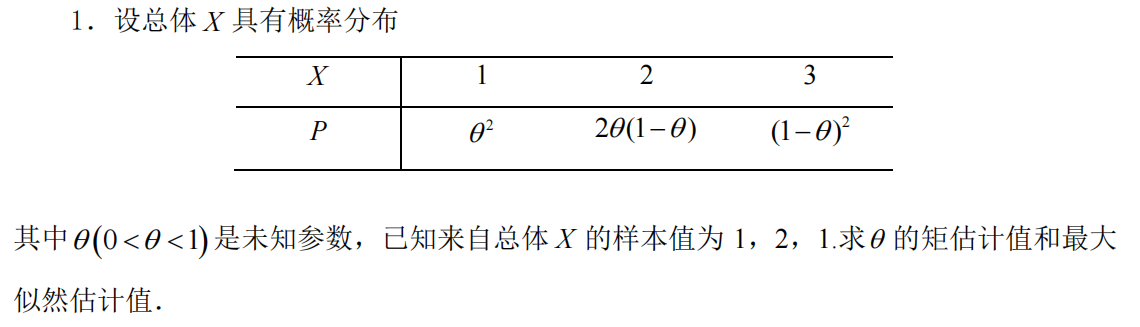 1. 设总体 X 具有概率分布
X 1 2 3
P θ² 2θ(1−θ) (1−θ)²
其中θ(0<θ<1)是未知参数，已知来自总体 X 的样本值为 1，2，1.求θ 的矩估计值和最大
似然估计值．